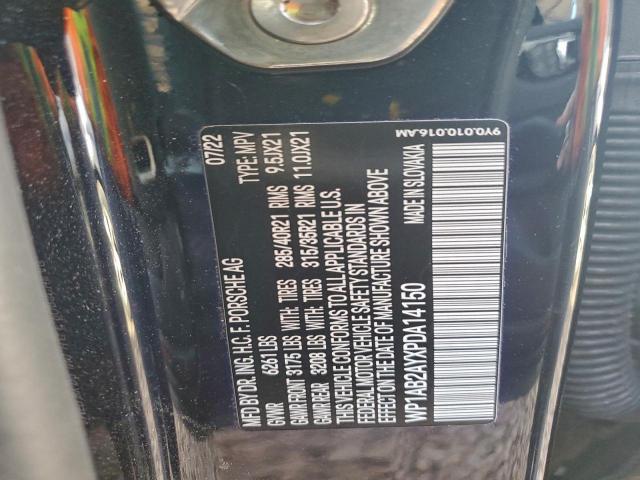 MFD BY DR. ING. H.C. F. PORSCHE AG 07/22
GVWR 6261 LBS TYPE: MPV
GAWR FRONT 3175 LBS WITH: TIRES 285/40R21 RIMS 9.5JX21
GAWR REAR 3208 LBS WITH: TIRES 315/35R21 RIMS 11.0JX21
THIS VEHICLE CONFORMS TO ALL APPLICABLE U.S.
FEDERAL MOTOR VEHICLE SAFETY STANDARDS IN
EFFECT ON THE DATE OF MANUFACTURE SHOWN ABOVE
WP1AB2AYXPDA14150 MADE IN SLOVAKIA
9Y0.010.016.AM